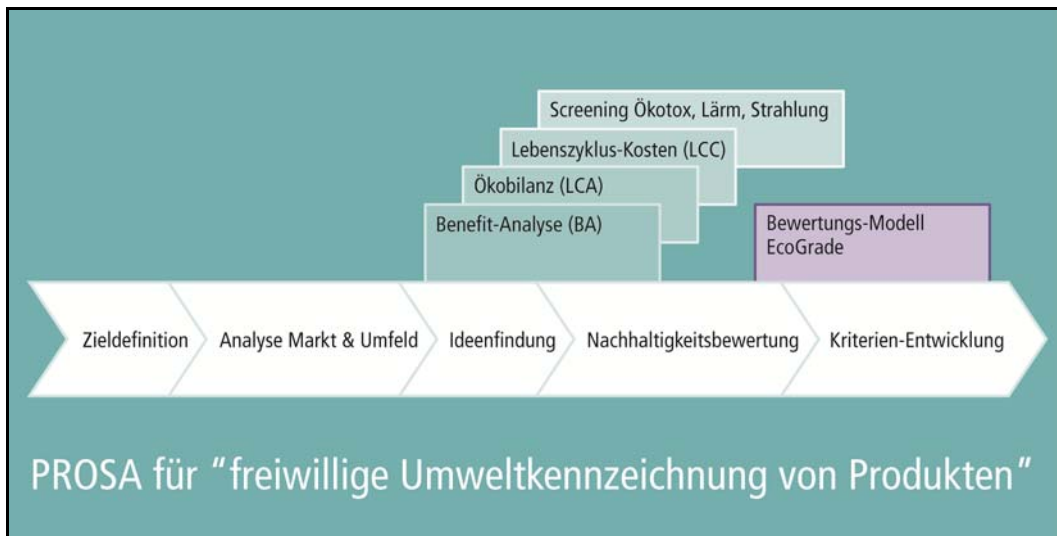 Screening Ökotox, Lärm, Strahlung
Lebenszyklus-Kosten (LCC)
Ökobilanz (LCA)
Benefit-Analyse (BA)
Bewertungs-Modell
EcoGrade
Zieldefinition
Analyse Markt & Umfeld
Ideenfindung
Nachhaltigkeitsbewertung
Kriterien-Entwicklung
PROSA für "freiwillige Umweltkennzeichnung von Produkten"